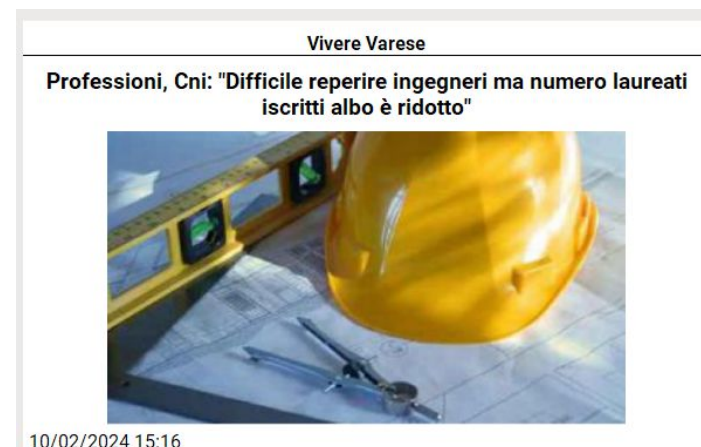 Vivere Varese
Professioni, Cni: "Difficile reperire ingegneri ma numero laureati
iscritti albo è ridotto"
10/02/2024 15:16